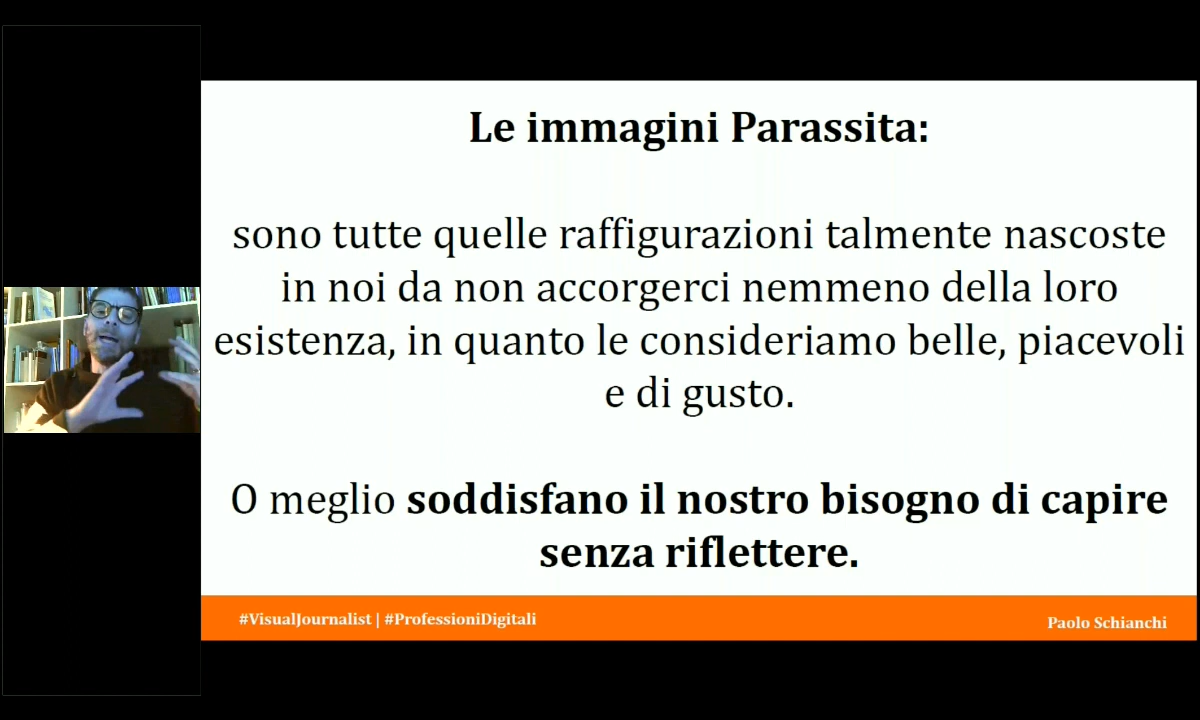 Le immagini Parassita:
sono tutte quelle raffigurazioni talmente nascoste
in noi da non accorgerci nemmeno della loro
esistenza, in quanto le consideriamo belle, piacevoli
e di gusto.
O meglio soddisfano il nostro bisogno di capire
senza riflettere.
#VisualJournalist | #ProfessioniDigitali
Paolo Schianchi